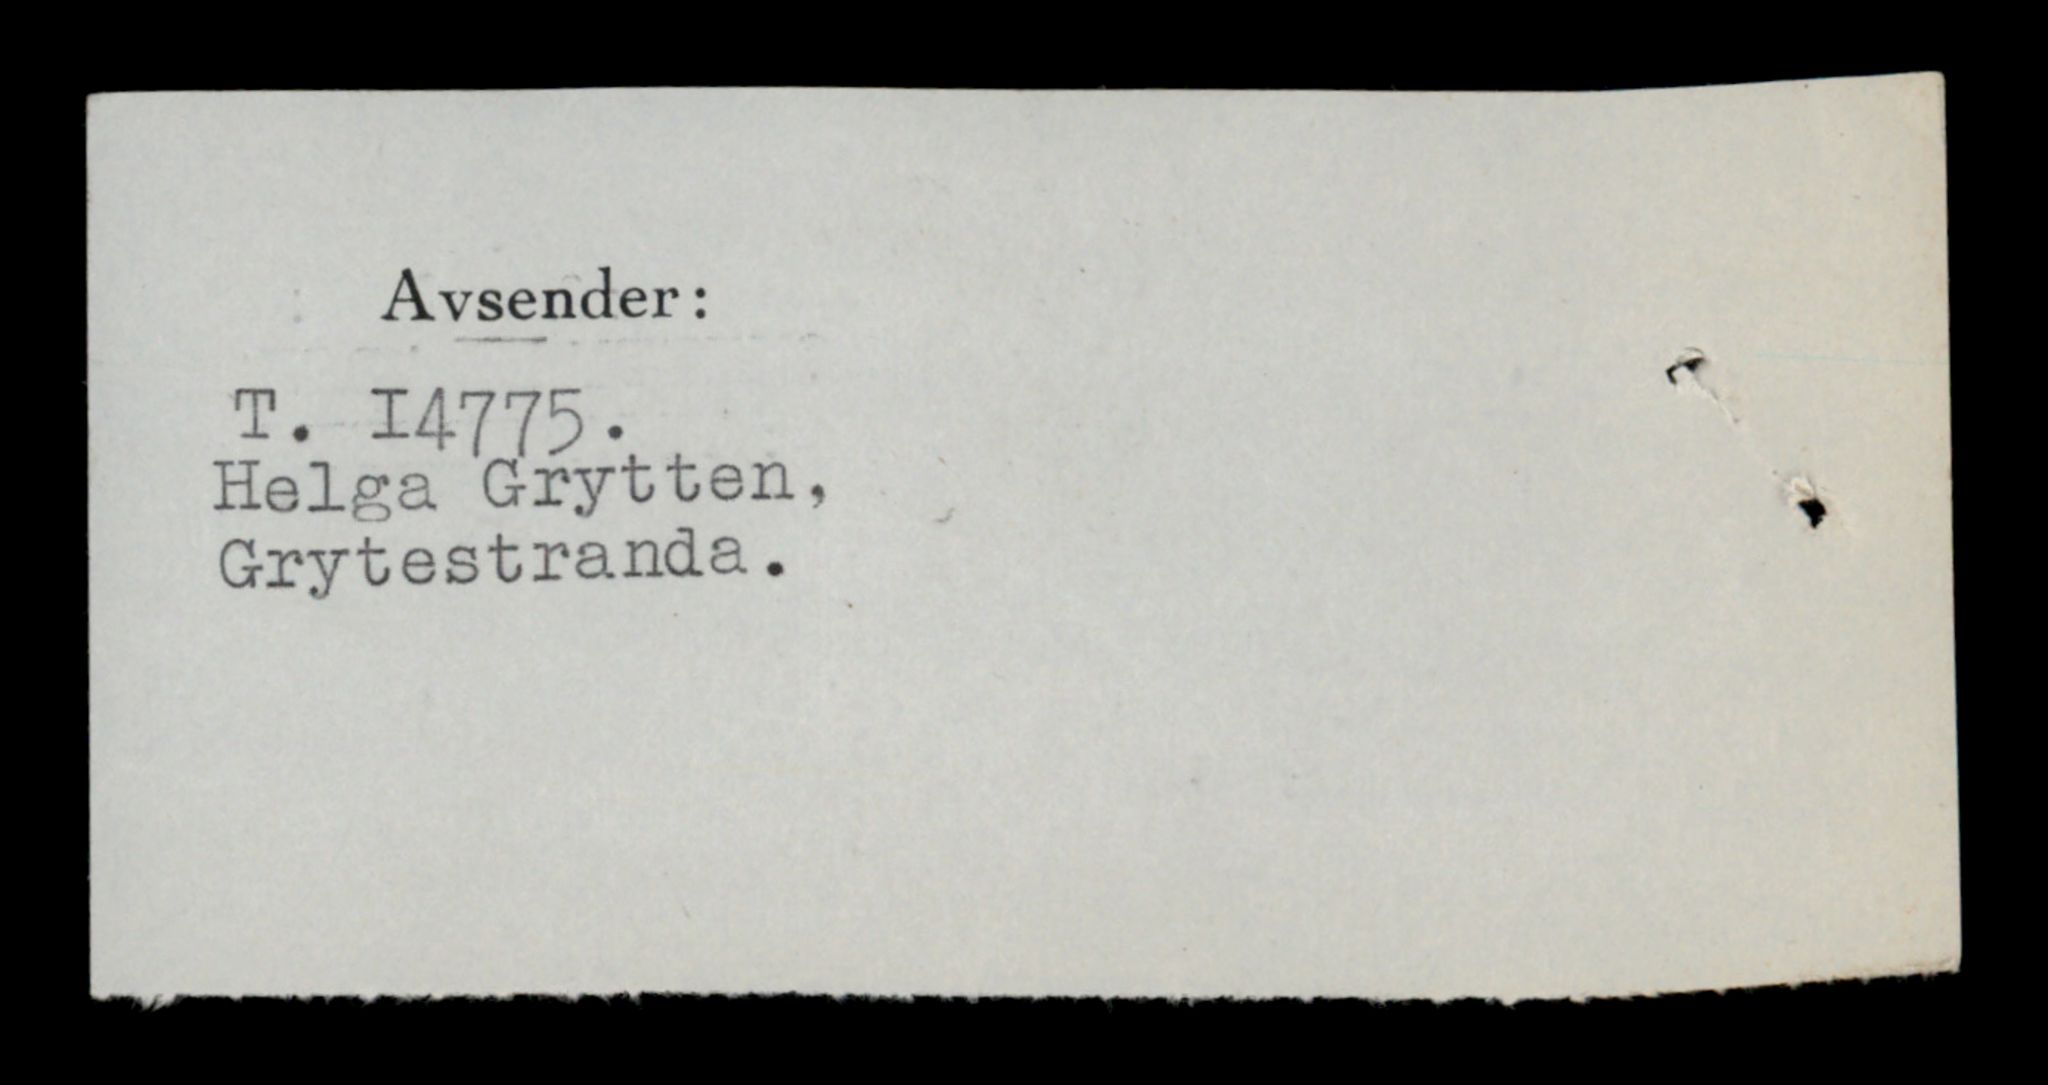 Avsender:
T. I4775.
Helga Grytten,
Grytestranda.